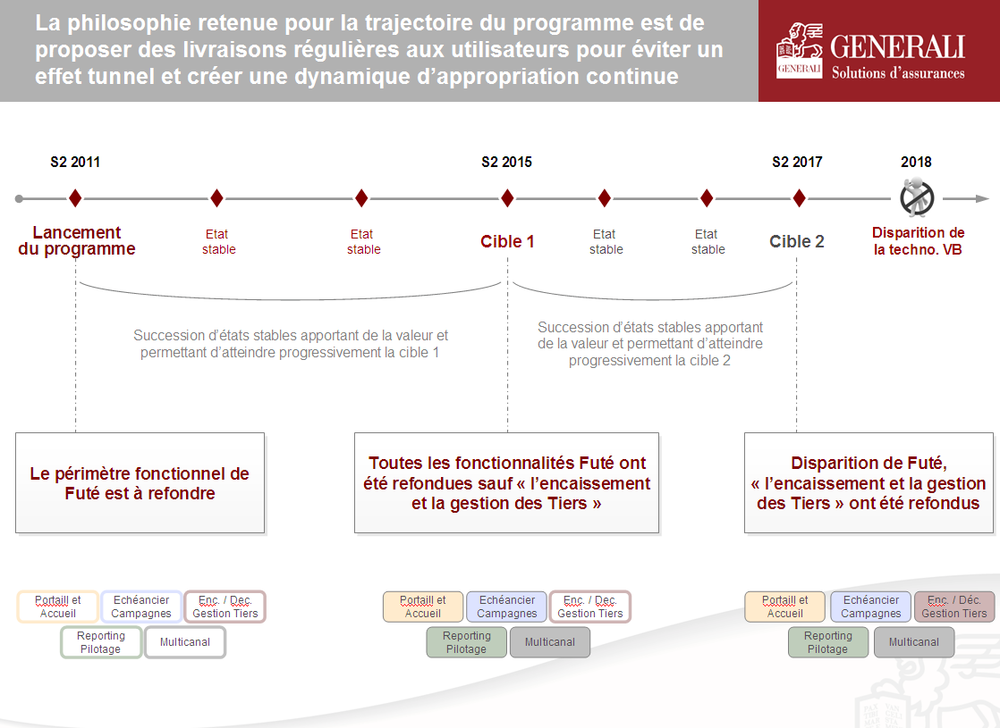 La philosophie retenue pour la trajectoire du programme est de
proposer des livraisons régulières aux utilisateurs pour éviter un
effet tunnel et créer une dynamique d'appropriation continue
GENERALI
GENERALI
Solutions d'assurances
S2 2011
S2 2015
S2 2017
2018
Lancement
du programme
Etat
stable
Etat
stable
Cible 1
Etat
stable
Etat
stable
Cible 2
Disparition de
la techno. VB
Succession d'états stables apportant de la valeur et
permettant d'atteindre progressivement la cible 1
Succession d'états stables apportant
de la valeur et permettant d'atteindre
progressivement la cible 2
Le périmètre fonctionnel de
Futé est à refondre
Toutes les fonctionnalités Futé ont
été refondues sauf « l'encaissement
et la gestion des Tiers »
Disparition de Futé,
« l'encaissement et la gestion
des Tiers » ont été refondus
Portaill et
Accueil
Echéancier
Campagnes
Enc. / Dec.
Gestion Tiers
Reporting
Pilotage
Multicanal
Portaill et
Accueil
Echéancier
Campagnes
Enc. / Dec.
Gestion Tiers
Reporting
Pilotage
Multicanal
Portaill et
Accueil
Echéancier
Campagnes
Enc. / Déc.
Gestion Tiers
Reporting
Pilotage
Multicanal